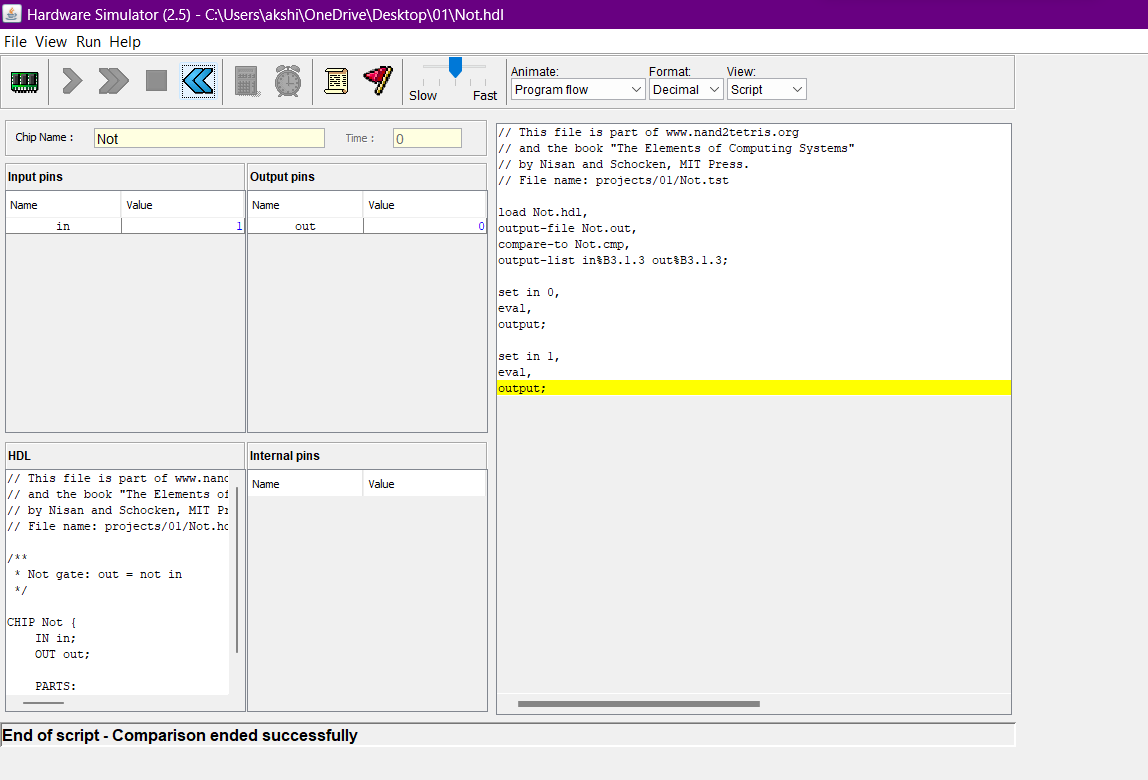 Hardware Simulator (2.5) - C:\Users\akshi\OneDrive\Desktop\01\Not.hdl
File View Run Help
Animate: Format: View:
Program flow Decimal Script
Slow Fast
Chip Name : Not Time : 0
Input pins Output pins
Name Value Name Value
in 1 out 0
HDL Internal pins
Name Value
// This file is part of www.nand
// and the book "The Elements of
// by Nisan and Schocken, MIT Pr
// File name: projects/01/Not.hd
/**
* Not gate: out = not in
*/
CHIP Not {
IN in;
OUT out;
PARTS:
// This file is part of www.nand2tetris.org
// and the book "The Elements of Computing Systems"
// by Nisan and Schocken, MIT Press.
// File name: projects/01/Not.tst
load Not.hdl,
output-file Not.out,
compare-to Not.cmp,
output-list in%B3.1.3 out%B3.1.3;
set in 0,
eval,
output;
set in 1,
eval,
output;
End of script - Comparison ended successfully